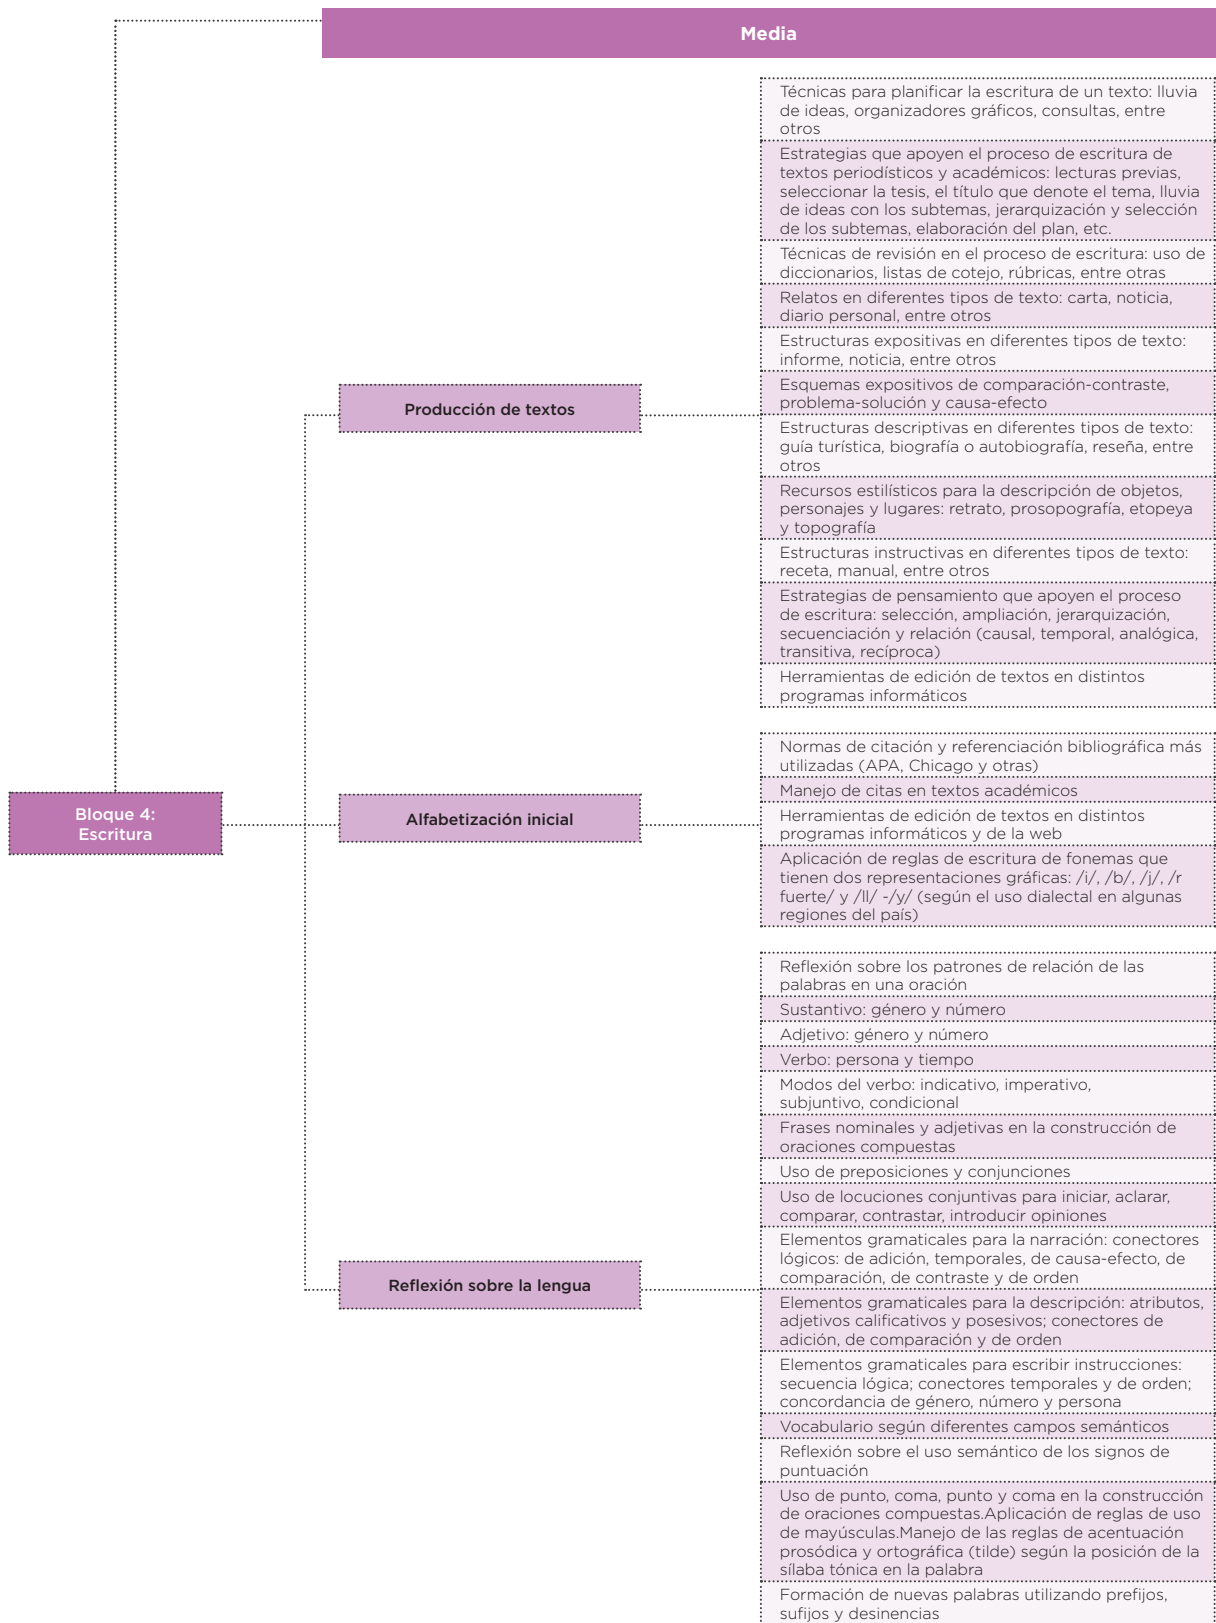 Media
Técnicas para planificar la escritura de un texto: lluvia
de ideas, organizadores gráficos, consultas, entre
otros
Estrategias que apoyen el proceso de escritura de
textos periodísticos y académicos: lecturas previas,
seleccionar la tesis, el título que denote el tema, lluvia
de ideas con los subtemas, jerarquización y selección
de los subtemas, elaboración del plan, etc.
Técnicas de revisión en el proceso de escritura: uso de
diccionarios, listas de cotejo, rúbricas, entre otras
Relatos en diferentes tipos de texto: carta, noticia,
diario personal, entre otros
Estructuras expositivas en diferentes tipos de texto:
informe, noticia, entre otros
Producción de textos
Esquemas expositivos de comparación-contraste,
problema-solución y causa-efecto
Estructuras descriptivas en diferentes tipos de texto:
guía turística, biografía o autobiografía, reseña, entre
otros
Recursos estilísticos para la descripción de objetos,
personajes y lugares: retrato, prosopografía, etopeya
y topografía
Estructuras instructivas en diferentes tipos de texto:
receta, manual, entre otros
Estrategias de pensamiento que apoyen el proceso
de escritura: selección, ampliación, jerarquización,
secuenciación y relación (causal, temporal, analógica,
transitiva, recíproca)
Herramientas de edición de textos en distintos
programas informáticos
Bloque 4:
Escritura
Alfabetización inicial
Normas de citación y referenciación bibliográfica más
utilizadas (APA, Chicago y otras)
Manejo de citas en textos académicos
Herramientas de edición de textos en distintos
programas informáticos y de la web
Aplicación de reglas de escritura de fonemas que
tienen dos representaciones gráficas: /i/, /b/, /j/, /r
fuerte/ y /ll/ -/y/ (según el uso dialectal en algunas
regiones del país)
Reflexión sobre los patrones de relación de las
palabras en una oración
Sustantivo: género y número
Adjetivo: género y número
Verbo: persona y tiempo
Modos del verbo: indicativo, imperativo,
subjuntivo, condicional
Frases nominales y adjetivas en la construcción de
oraciones compuestas
Uso de preposiciones y conjunciones
Uso de locuciones conjuntivas para iniciar, aclarar,
comparar, contrastar, introducir opiniones
Elementos gramaticales para la narración: conectores
lógicos: de adición, temporales, de causa-efecto, de
comparación, de contraste y de orden
Reflexión sobre la lengua
Elementos gramaticales para la descripción: atributos,
adjetivos calificativos y posesivos; conectores de
adición, de comparación y de orden
Elementos gramaticales para escribir instrucciones:
secuencia lógica; conectores temporales y de orden;
concordancia de género, número y persona
Vocabulario según diferentes campos semánticos
Reflexión sobre el uso semántico de los signos de
puntuación
Uso de punto, coma, punto y coma en la construcción
de oraciones compuestas.Aplicación de reglas de uso
de mayúsculas.Manejo de las reglas de acentuación
prosódica y ortográfica (tilde) según la posición de la
sílaba tónica en la palabra
Formación de nuevas palabras utilizando prefijos,
sufijos y desinencias